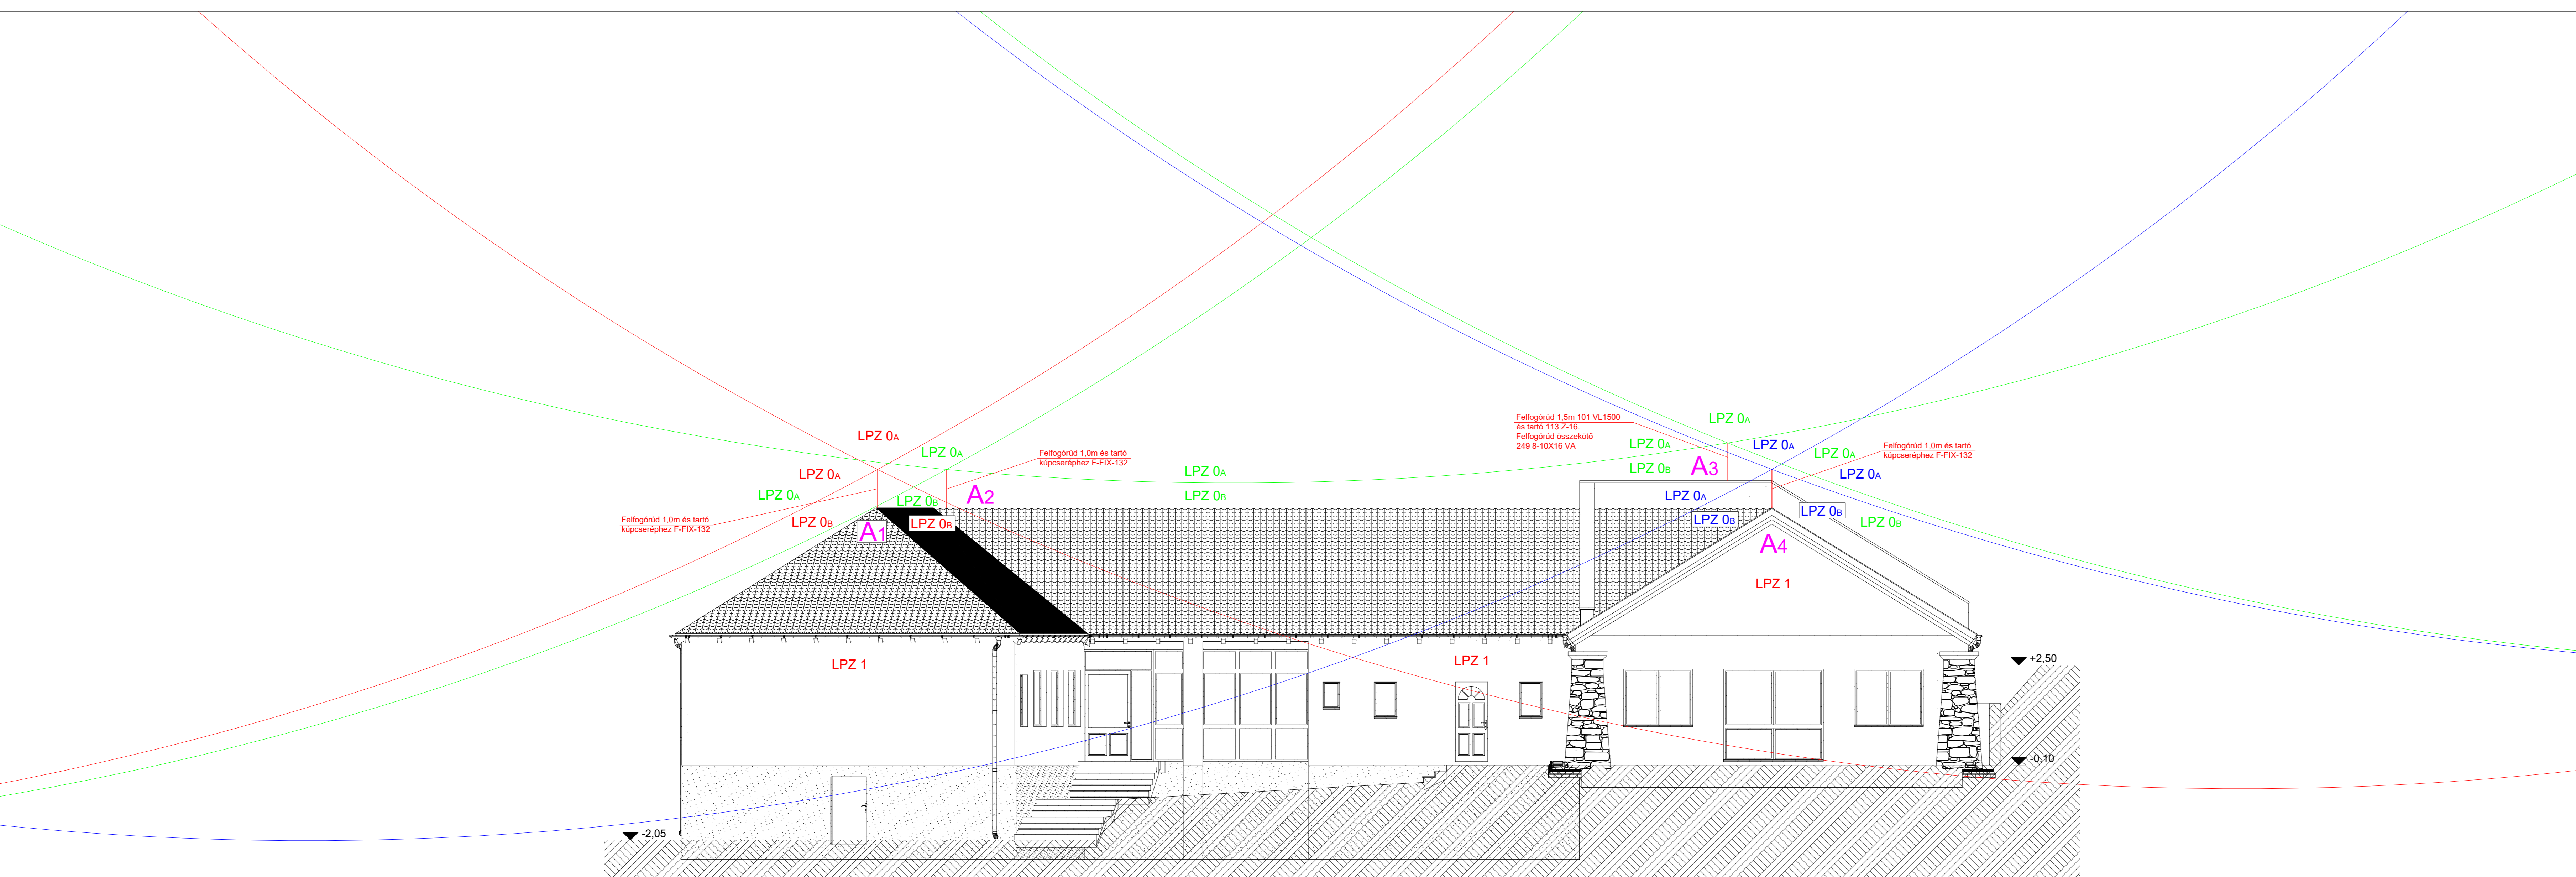 LPZ 0A
Felfogórúd 1,5m 101 VL1500
és tartó 113 Z-16.
Felfogórúd összekötő
249 8-10X16 VA
LPZ 0A
LPZ 0A
LPZ 0A
LPZ 0A
Felfogórúd 1,0m és tartó
kúpcseréphez F-FIX-132
LPZ 0A
Felfogórúd 1,0m és tartó
kúpcseréphez F-FIX-132
LPZ 0A
A3
LPZ 0B
LPZ 0A
LPZ 0A
LPZ 0A
LPZ 0B
A2
LPZ 0B
LPZ 0A
LPZ 0B
LPZ 0B
Felfogórúd 1,0m és tartó
kúpcseréphez F-FIX-132
LPZ 0B
LPZ 0B
LPZ 0B
LPZ 0B
A1
A4
LPZ 1
LPZ 1
LPZ 1
+2,50
-0,10
-2,05